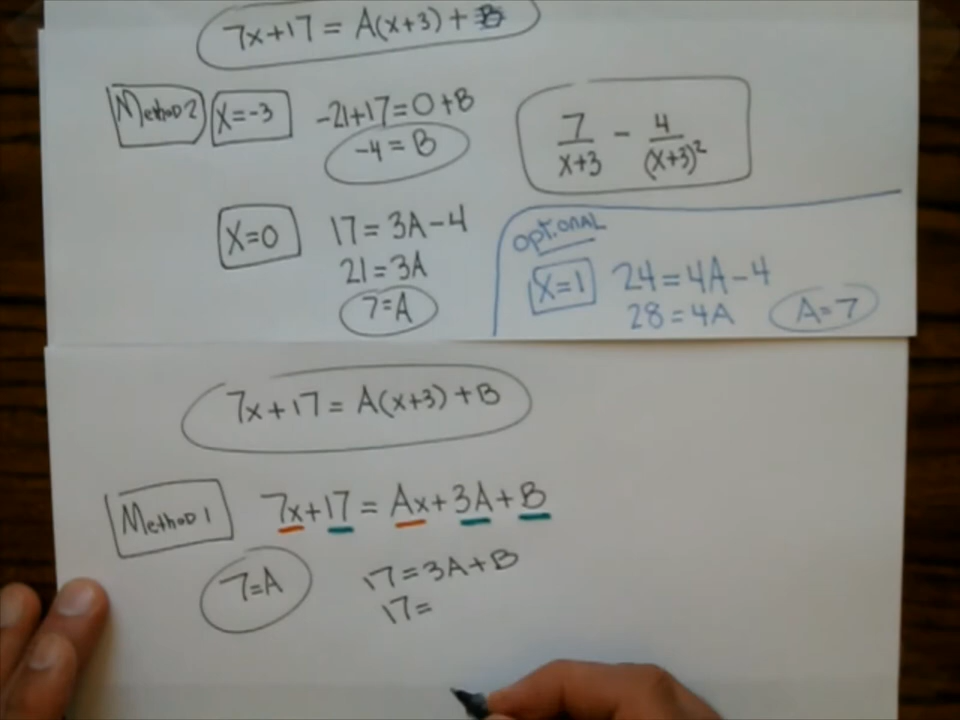 7x+17 = A(x+3) + B
Method 2
x=-3
-21+17=0+B
-4 = B
7/(x+3) - 4/(x+3)²
x=0
17=3A-4
21=3A
7=A
OPTIONAL
x=1
24=4A-4
28=4A
A=7
7x+17= A(x+3)+B
Method 1
7x+17 = Ax+3A+B
7=A
17=3A+B
17=